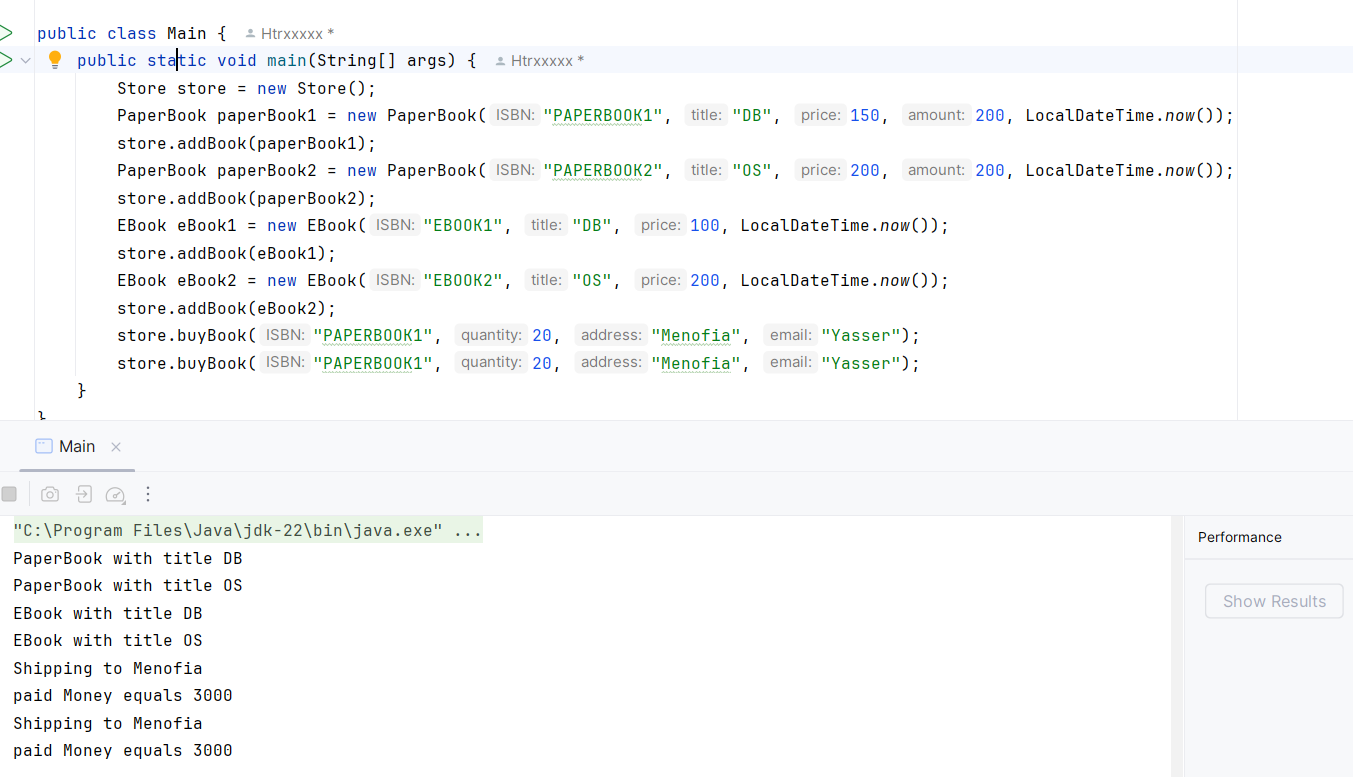 public class Main { Htrxxxxx *
public static void main(String[] args) { Htrxxxxx *
Store store = new Store();
PaperBook paperBook1 = new PaperBook( ISBN: "PAPERBOOK1", title: "DB", price: 150, amount: 200, LocalDateTime.now());
store.addBook(paperBook1);
PaperBook paperBook2 = new PaperBook( ISBN: "PAPERBOOK2", title: "OS", price: 200, amount: 200, LocalDateTime.now());
store.addBook(paperBook2);
EBook eBook1 = new EBook( ISBN: "EBOOK1", title: "DB", price: 100, LocalDateTime.now());
store.addBook(eBook1);
EBook eBook2 = new EBook( ISBN: "EBOOK2", title: "OS", price: 200, LocalDateTime.now());
store.addBook(eBook2);
store.buyBook( ISBN: "PAPERBOOK1", quantity: 20, address: "Menofia", email: "Yasser");
store.buyBook( ISBN: "PAPERBOOK1", quantity: 20, address: "Menofia", email: "Yasser");
}
}
Main
"C:\Program Files\Java\jdk-22\bin\java.exe" ...
PaperBook with title DB
PaperBook with title OS
EBook with title DB
EBook with title OS
Shipping to Menofia
paid Money equals 3000
Shipping to Menofia
paid Money equals 3000
Performance
Show Results